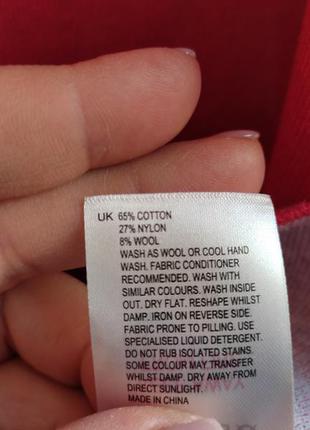 UK 65% COTTON
27% NYLON
8% WOOL
WASH AS WOOL OR COOL HAND
WASH. FABRIC CONDITIONER
RECOMMENDED. WASH WITH
SIMILAR COLOURS. WASH INSIDE
OUT. DRY FLAT. RESHAPE WHILST
DAMP. IRON ON REVERSE SIDE.
FABRIC PRONE TO PILLING. USE
SPECIALISED LIQUID DETERGENT.
DO NOT RUB ISOLATED STAINS.
SOME COLOUR MAY TRANSFER
WHILST DAMP. DRY AWAY FROM
DIRECT SUNLIGHT.
MADE IN CHINA